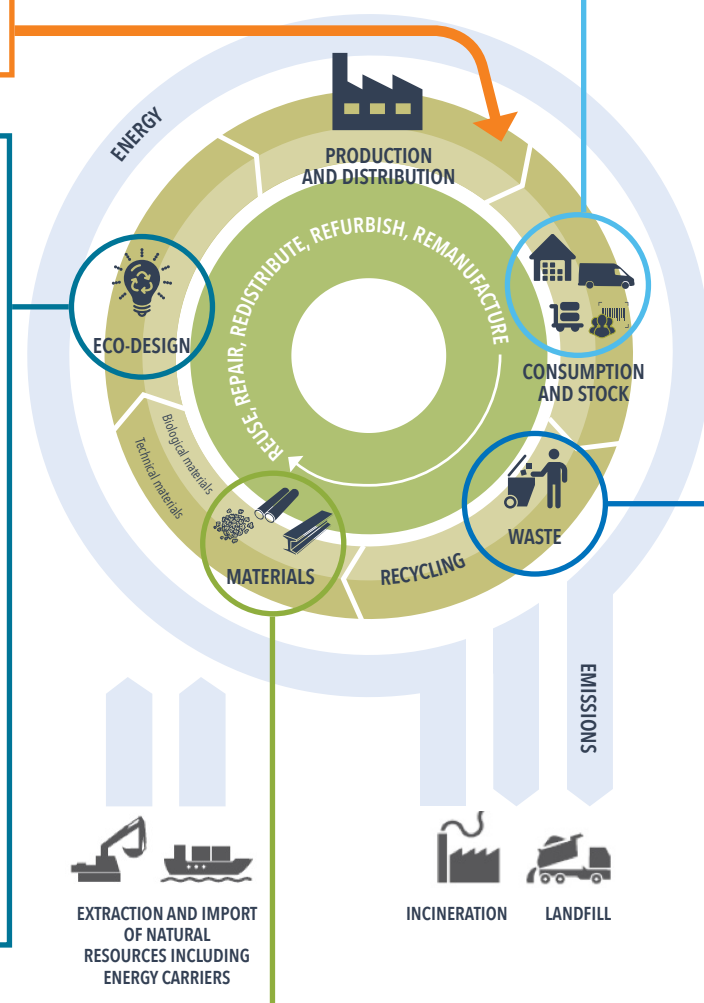 ENERGY
PRODUCTION
AND DISTRIBUTION
REUSE, REPAIR, REDISTRIBUTE, REFURBISH, REMANUFACTURE
ECO-DESIGN
CONSUMPTION
AND STOCK
Biological materials
Technical materials
WASTE
MATERIALS
RECYCLING
EMISSIONS
EXTRACTION AND IMPORT
OF NATURAL
RESOURCES INCLUDING
ENERGY CARRIERS
INCINERATION
LANDFILL